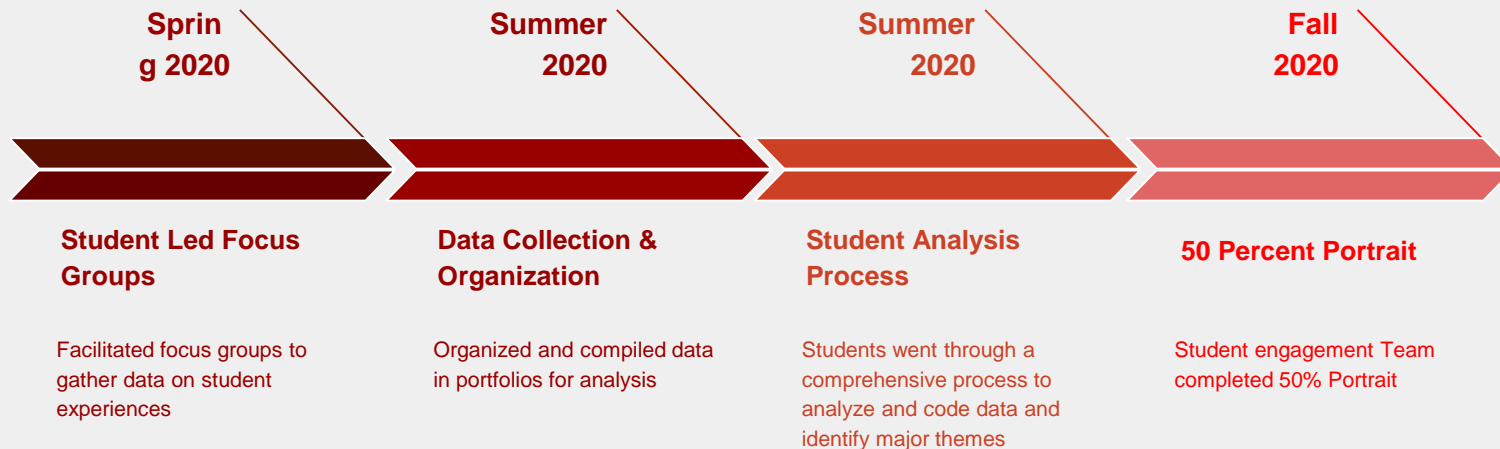 Sprin
g 2020
Summer
2020
Summer
2020
Fall
2020
Student Led Focus
Groups
Data Collection &
Organization
Student Analysis
Process
50 Percent Portrait
Facilitated focus groups to
gather data on student
experiences
Organized and compiled data
in portfolios for analysis
Students went through a
comprehensive process to
analyze and code data and
identify major themes
Student engagement Team
completed 50% Portrait